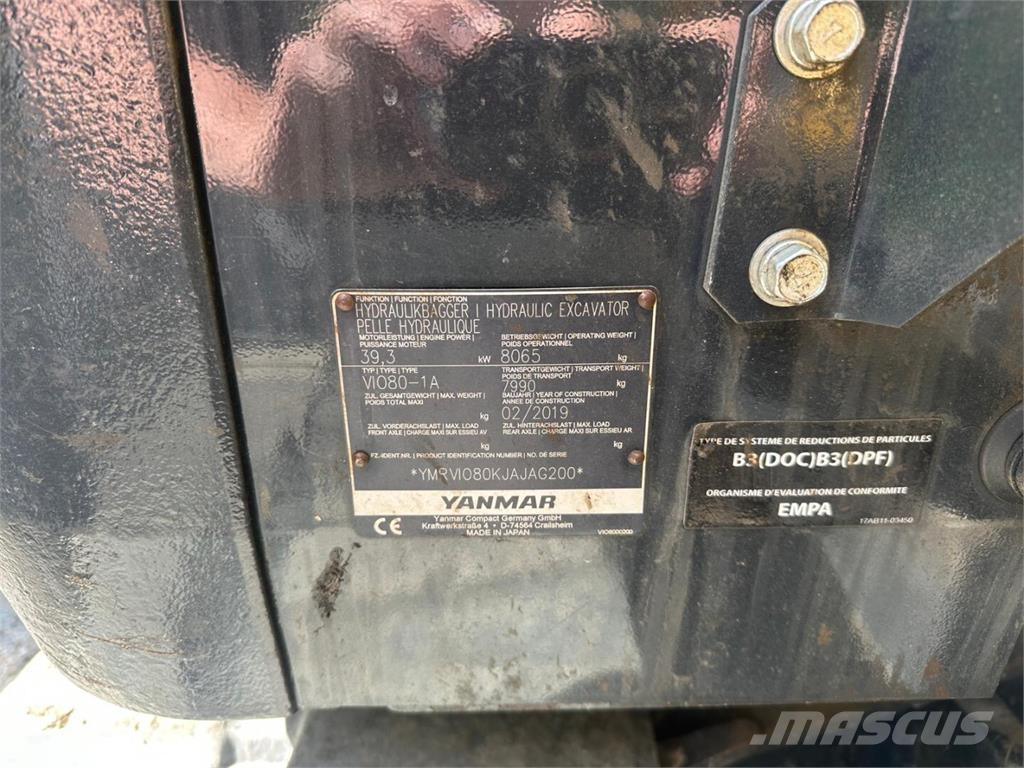 FUNKTION | FUNCTION | FONCTION
HYDRAULIKBAGGER | HYDRAULIC EXCAVATOR
PELLE HYDRAULIQUE
MOTORLEISTUNG | ENGINE POWER |
PUISSANCE MOTEUR
39,3 kW
BETRIEBSGEWICHT | OPERATING WEIGHT |
POIDS OPERATIONNEL
8065 kg
TYP | TYPE | TYPE
VIO80-1A
TRANSPORTGEWICHT | TRANSPORT WEIGHT |
POIDS DE TRANSPORT
7990 kg
ZUL. GESAMTGEWICHT | MAX. WEIGHT |
POIDS TOTAL MAXI
kg
BAUJAHR | YEAR OF CONSTRUCTION |
ANNEE DE CONSTRUCTION
02/2019
ZUL. VORDERACHSLAST | MAX. LOAD
FRONT AXLE | CHARGE MAXI SUR ESSIEU AV
kg
ZUL. HINTERACHSLAST | MAX. LOAD
REAR AXLE | CHARGE MAXI SUR ESSIEU AR
kg
FZ-IDENT.NR. | PRODUCT IDENTIFICATION NUMBER | NO. DE SERIE
*YMRVIO80KJAJAG200*
YANMAR
CE
Yanmar Compact Germany GmbH
Kraftwerkstraße 4 • D-74564 Crailsheim
MADE IN JAPAN
VIO8000200
TYPE DE SYSTEME DE REDUCTIONS DE PARTICULES
B3(DOC)B3(DPF)
ORGANISME D'EVALUATION DE CONFORMITE
EMPA
17AB11-03450
MASCUS